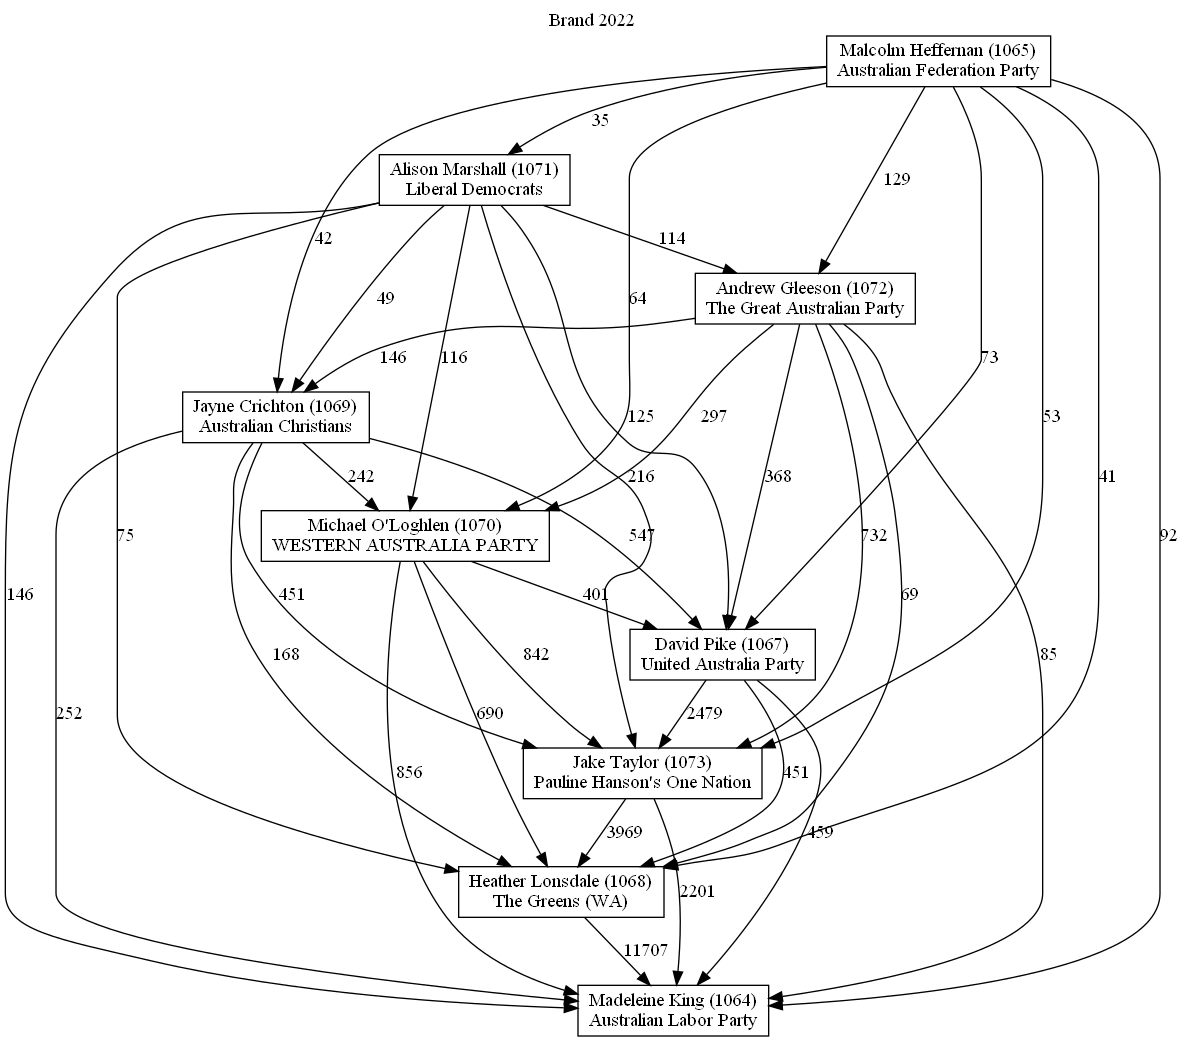 Brand 2022
Malcolm Heffernan (1065)
Australian Federation Party
35
Alison Marshall (1071)
Liberal Democrats
129
42
114
49
64
Andrew Gleeson (1072)
The Great Australian Party
146
116
73
Jayne Crichton (1069)
Australian Christians
125
297
53
242
216
368
41
Michael O'Loghlen (1070)
WESTERN AUSTRALIA PARTY
75
547
732
92
146
451
401
69
168
842
David Pike (1067)
United Australia Party
85
252
690
2479
856
Jake Taylor (1073)
Pauline Hanson's One Nation
451
3969
459
Heather Lonsdale (1068)
The Greens (WA)
2201
11707
Madeleine King (1064)
Australian Labor Party